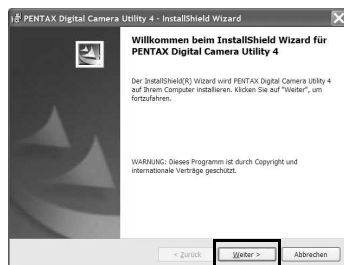 PENTAX Digital Camera Utility 4 - InstallShield Wizard
Willkommen beim InstallShield Wizard für
PENTAX Digital Camera Utility 4
Der InstallShield(R) Wizard wird PENTAX Digital Camera Utility 4
auf Ihrem Computer installieren. Klicken Sie auf "Weiter", um
fortzufahren.
WARNUNG: Dieses Programm ist durch Copyright und
internationale Verträge geschützt.
< Zurück
Weiter >
Abbrechen